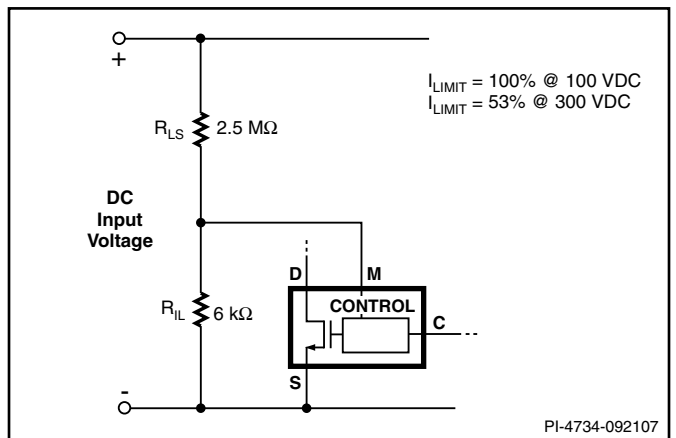 +
I_LIMIT = 100% @ 100 VDC
I_LIMIT = 53% @ 300 VDC
R_LS 2.5 MΩ
DC
Input
Voltage
D M
CONTROL
R_IL 6 kΩ
C
S
-
PI-4734-092107